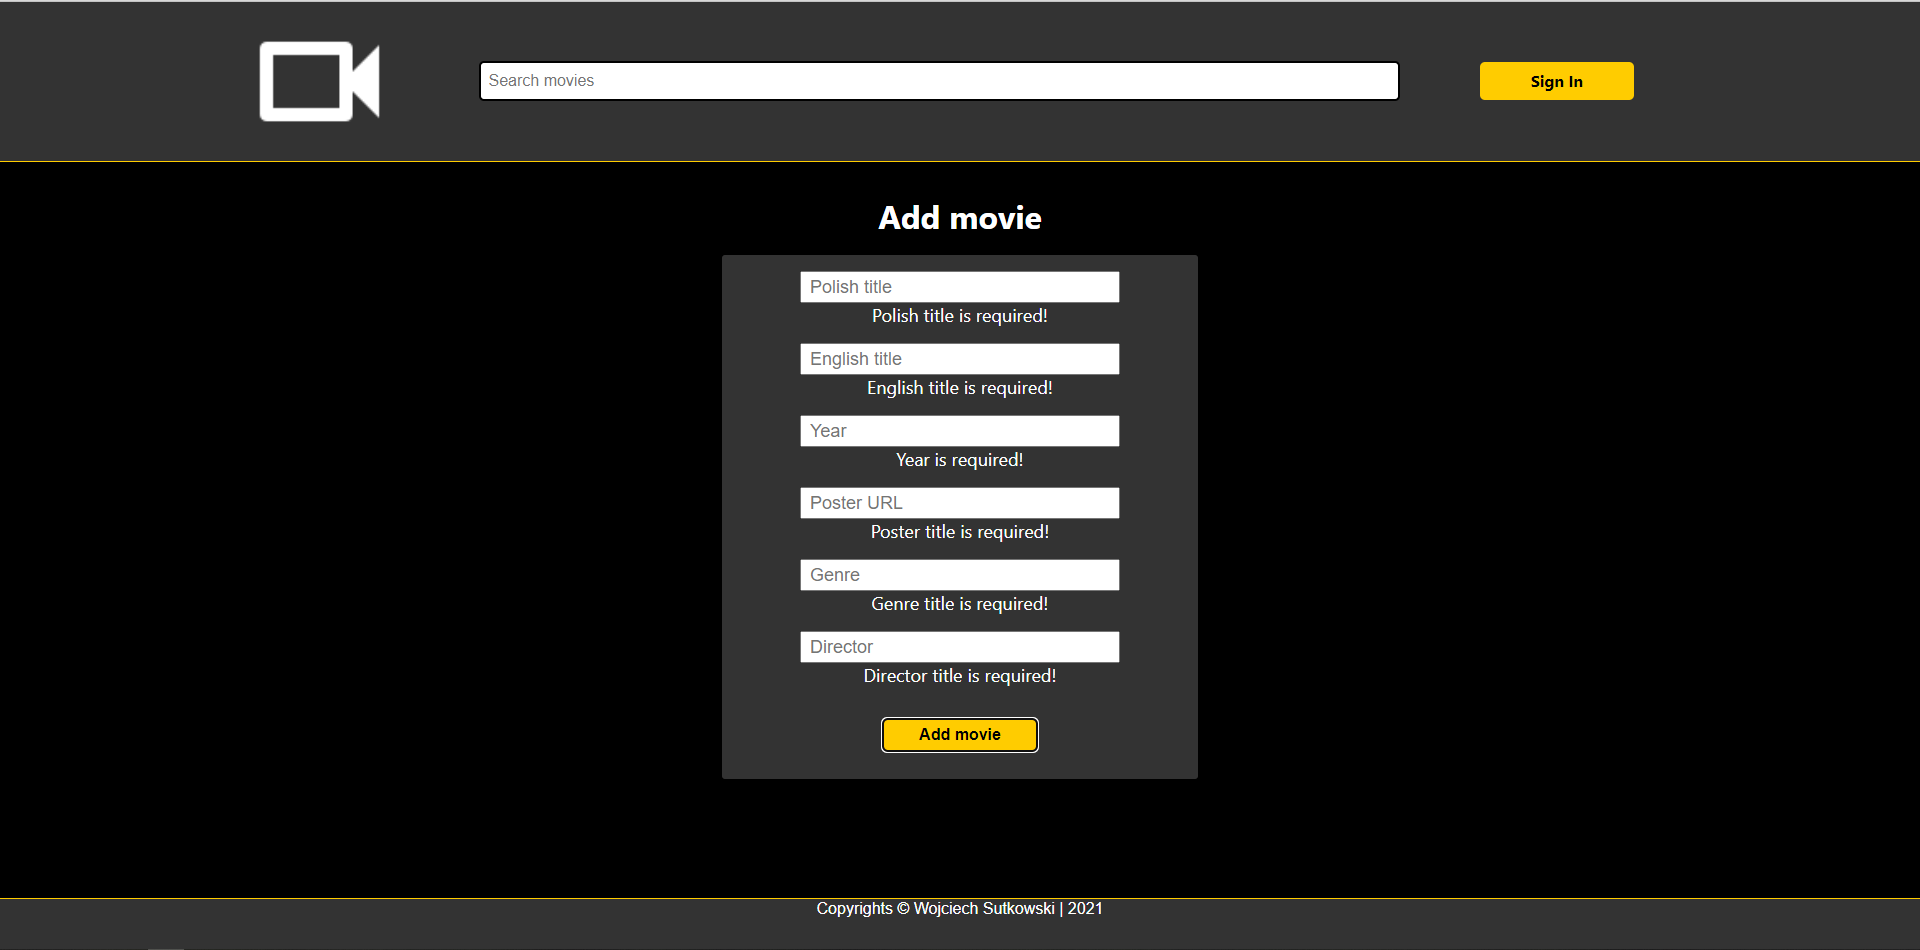 Search movies
Sign In
Add movie
Polish title
Polish title is required!
English title
English title is required!
Year
Year is required!
Poster URL
Poster title is required!
Genre
Genre title is required!
Director
Director title is required!
Add movie
Copyrights © Wojciech Sutkowski | 2021